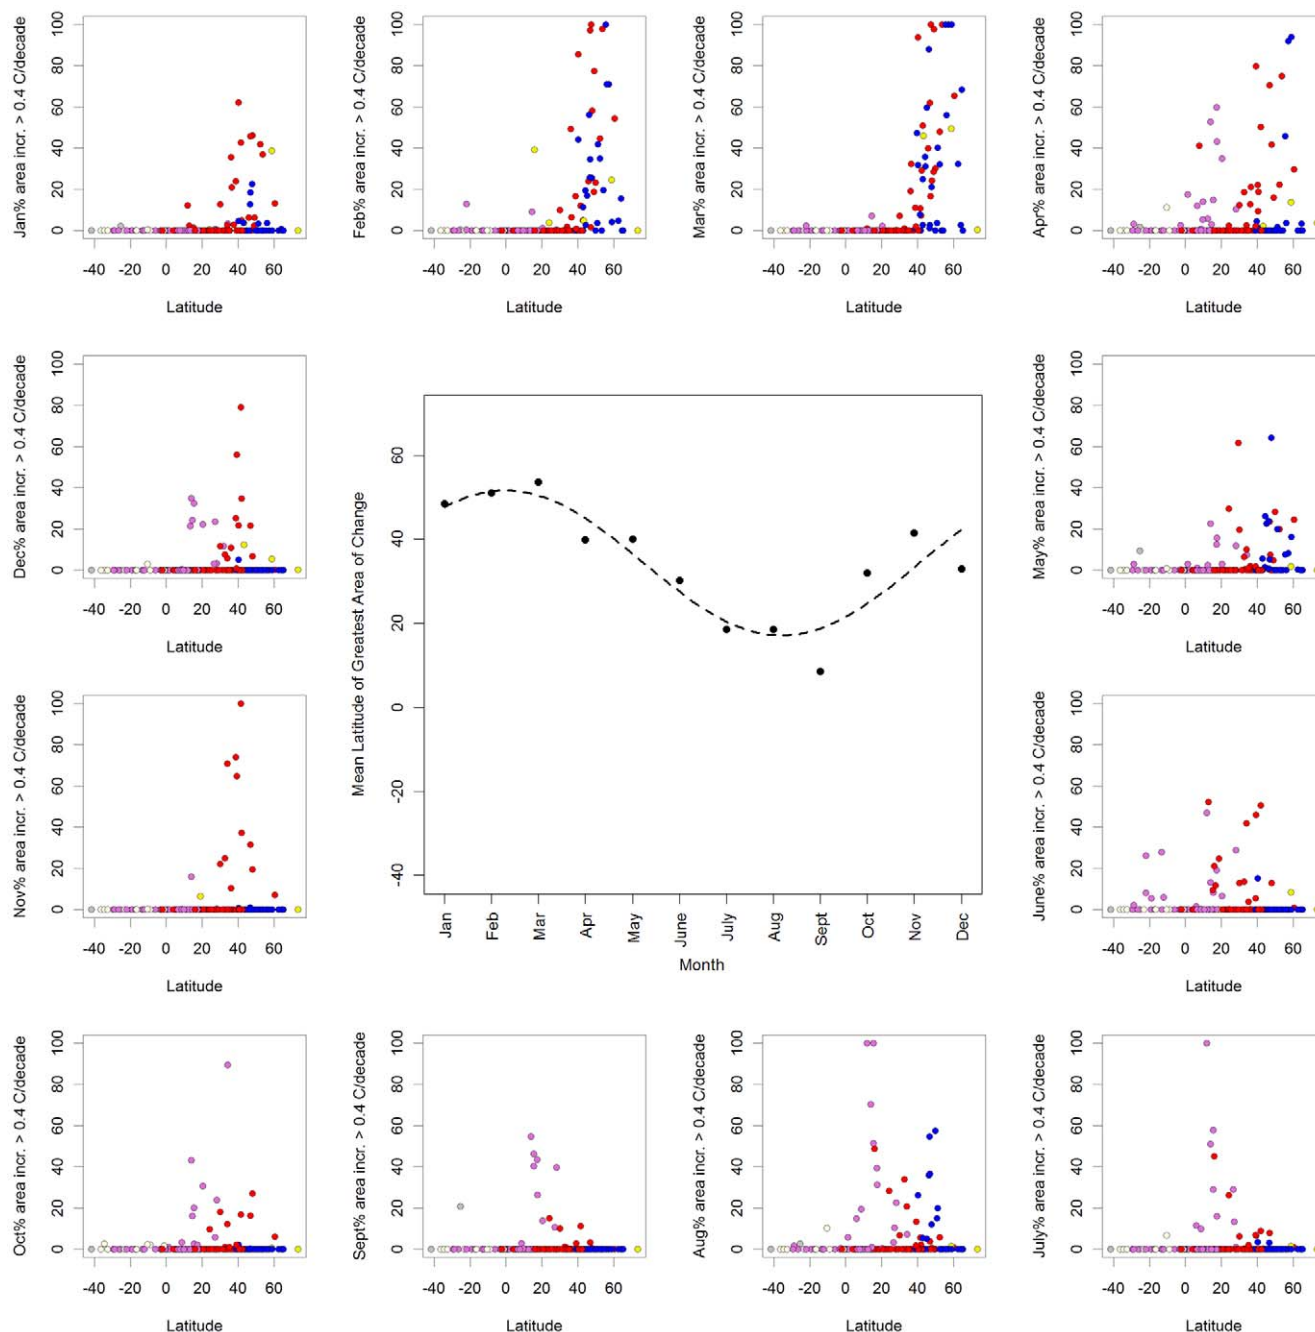 Jan% area incr. > 0.4 C/decade
100
80
60
40
20
0
-40 -20 0 20 40 60
Latitude
Feb% area incr. > 0.4 C/decade
100
80
60
40
20
0
-40 -20 0 20 40 60
Latitude
Mar% area incr. > 0.4 C/decade
100
80
60
40
20
0
-40 -20 0 20 40 60
Latitude
Apr% area incr. > 0.4 C/decade
100
80
60
40
20
0
-40 -20 0 20 40 60
Latitude
Dec% area incr. > 0.4 C/decade
100
80
60
40
20
0
-40 -20 0 20 40 60
Latitude
Mean Latitude of Greatest Area of Change
60
40
20
0
-20
-40
Jan Feb Mar Apr May June July Aug Sept Oct Nov Dec
Month
May% area incr. > 0.4 C/decade
100
80
60
40
20
0
-40 -20 0 20 40 60
Latitude
Nov% area incr. > 0.4 C/decade
100
80
60
40
20
0
-40 -20 0 20 40 60
Latitude
June% area incr. > 0.4 C/decade
100
80
60
40
20
0
-40 -20 0 20 40 60
Latitude
Oct% area incr. > 0.4 C/decade
100
80
60
40
20
0
-40 -20 0 20 40 60
Latitude
Sept% area incr. > 0.4 C/decade
100
80
60
40
20
0
-40 -20 0 20 40 60
Latitude
Aug% area incr. > 0.4 C/decade
100
80
60
40
20
0
-40 -20 0 20 40 60
Latitude
July% area incr. > 0.4 C/decade
100
80
60
40
20
0
-40 -20 0 20 40 60
Latitude